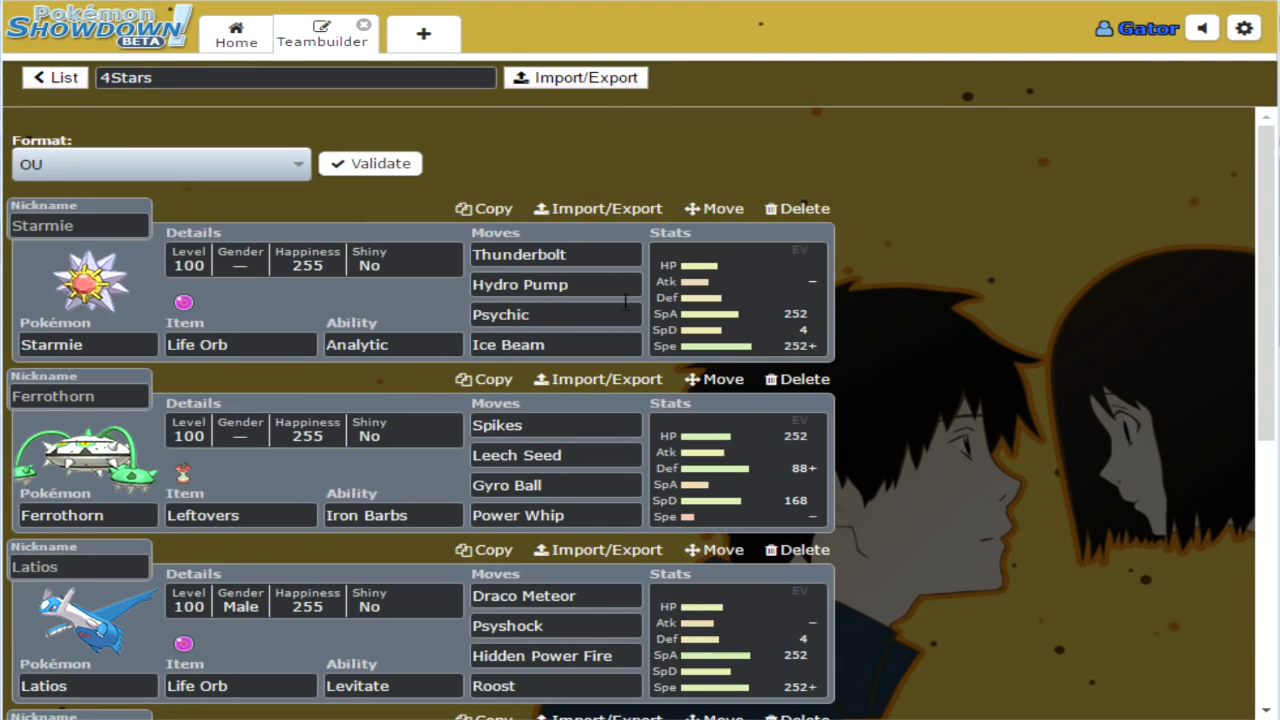 Pokémon
SHOWDOWN!
BETA
Home
Teambuilder
+
Gator
List
4Stars
Import/Export
Format:
OU
Validate
Copy Import/Export Move Delete
Nickname
Starmie
Details
Level Gender Happiness Shiny
100 — 255 No
Pokémon Item Ability
Starmie Life Orb Analytic
Moves
Thunderbolt
Hydro Pump
Psychic
Ice Beam
Stats
EV
HP
Atk –
Def
SpA 252
SpD 4
Spe 252+
Copy Import/Export Move Delete
Nickname
Ferrothorn
Details
Level Gender Happiness Shiny
100 — 255 No
Pokémon Item Ability
Ferrothorn Leftovers Iron Barbs
Moves
Spikes
Leech Seed
Gyro Ball
Power Whip
Stats
EV
HP 252
Atk
Def 88+
SpA
SpD 168
Spe –
Copy Import/Export Move Delete
Nickname
Latios
Details
Level Gender Happiness Shiny
100 Male 255 No
Pokémon Item Ability
Latios Life Orb Levitate
Moves
Draco Meteor
Psyshock
Hidden Power Fire
Roost
Stats
EV
HP
Atk –
Def 4
SpA 252
SpD
Spe 252+
Copy Import/Export Move Delete
Nickname